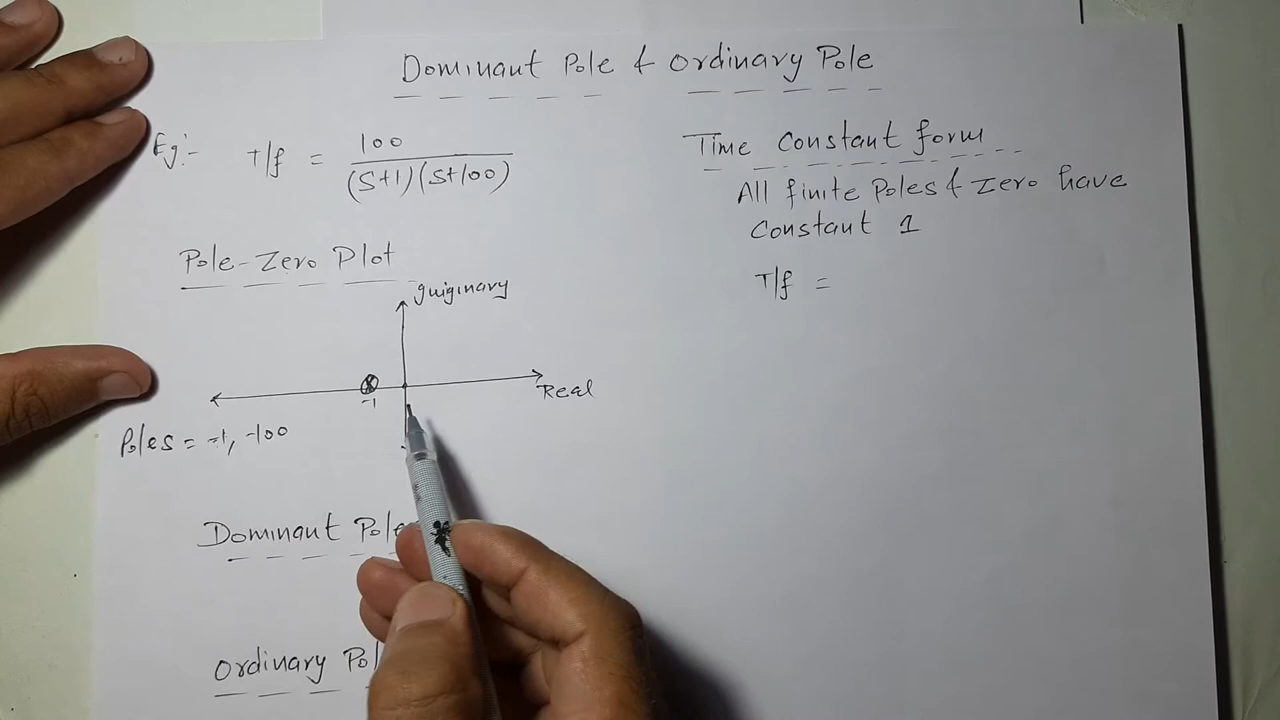 Dominant Pole & Ordinary Pole
Eg:- T/f = 100
(S+1)(S+100)
Pole-Zero Plot
Real
-1
Poles = -1, -100
Dominant Pole
Ordinary Pol
Time Constant form
All finite Poles & Zero have
Constant 1
T/f =